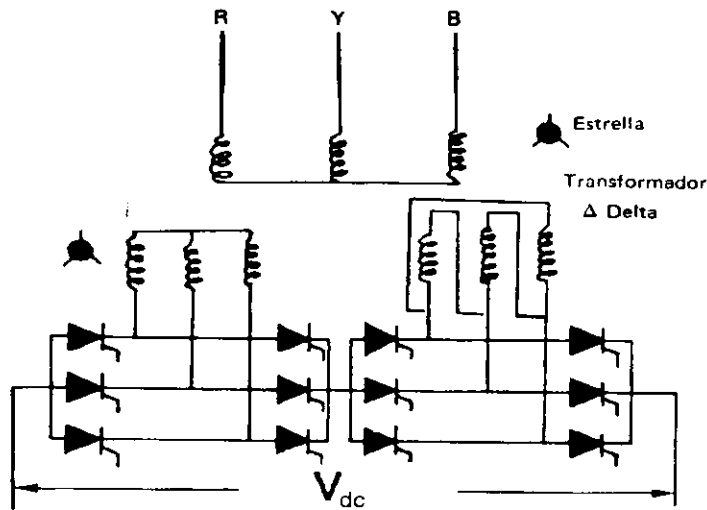 R Y B
Estrella
Transformador
Δ Delta
Vdc